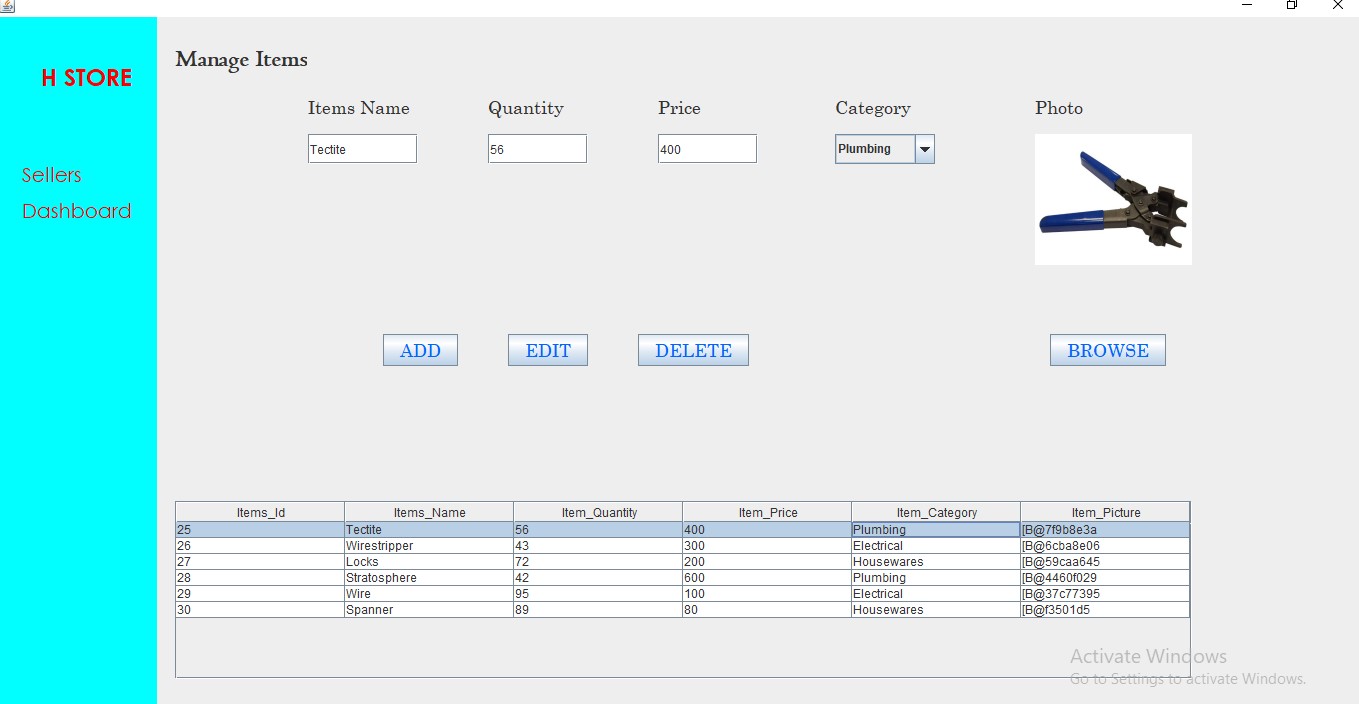 H STORE
Sellers
Dashboard
Manage Items
Items Name Quantity Price Category Photo
Tectite 56 400 Plumbing
ADD EDIT DELETE BROWSE
Items_Id Items_Name Item_Quantity Item_Price Item_Category Item_Picture
25 Tectite 56 400 Plumbing [B@7f9b8e3a
26 Wirestripper 43 300 Electrical [B@6cba8e06
27 Locks 72 200 Housewares [B@59caa645
28 Stratosphere 42 600 Plumbing [B@4460f029
29 Wire 95 100 Electrical [B@37c77395
30 Spanner 89 80 Housewares [B@f3501d5
Activate Windows
Go to Settings to activate Windows.